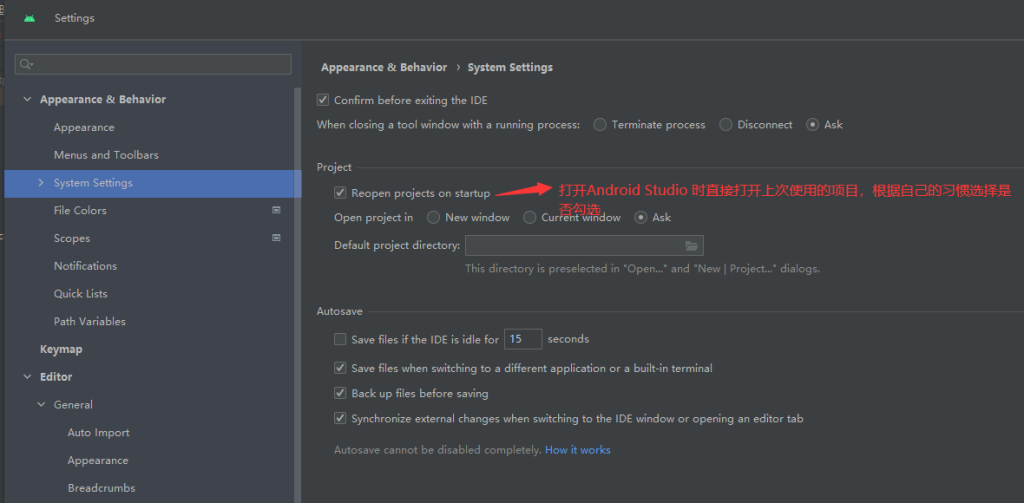 Settings
Appearance & Behavior
Appearance
Menus and Toolbars
System Settings
File Colors
Scopes
Notifications
Quick Lists
Path Variables
Keymap
Editor
General
Auto Import
Appearance
Breadcrumbs
Appearance & Behavior › System Settings
Confirm before exiting the IDE
When closing a tool window with a running process: Terminate process Disconnect Ask
Project
Reopen projects on startup
打开Android Studio 时直接打开上次使用的项目，根据自己的习惯选择是
否勾选
Open project in New window Current window Ask
Default project directory:
This directory is preselected in "Open..." and "New | Project..." dialogs.
Autosave
Save files if the IDE is idle for 15 seconds
Save files when switching to a different application or a built-in terminal
Back up files before saving
Synchronize external changes when switching to the IDE window or opening an editor tab
Autosave cannot be disabled completely. How it works